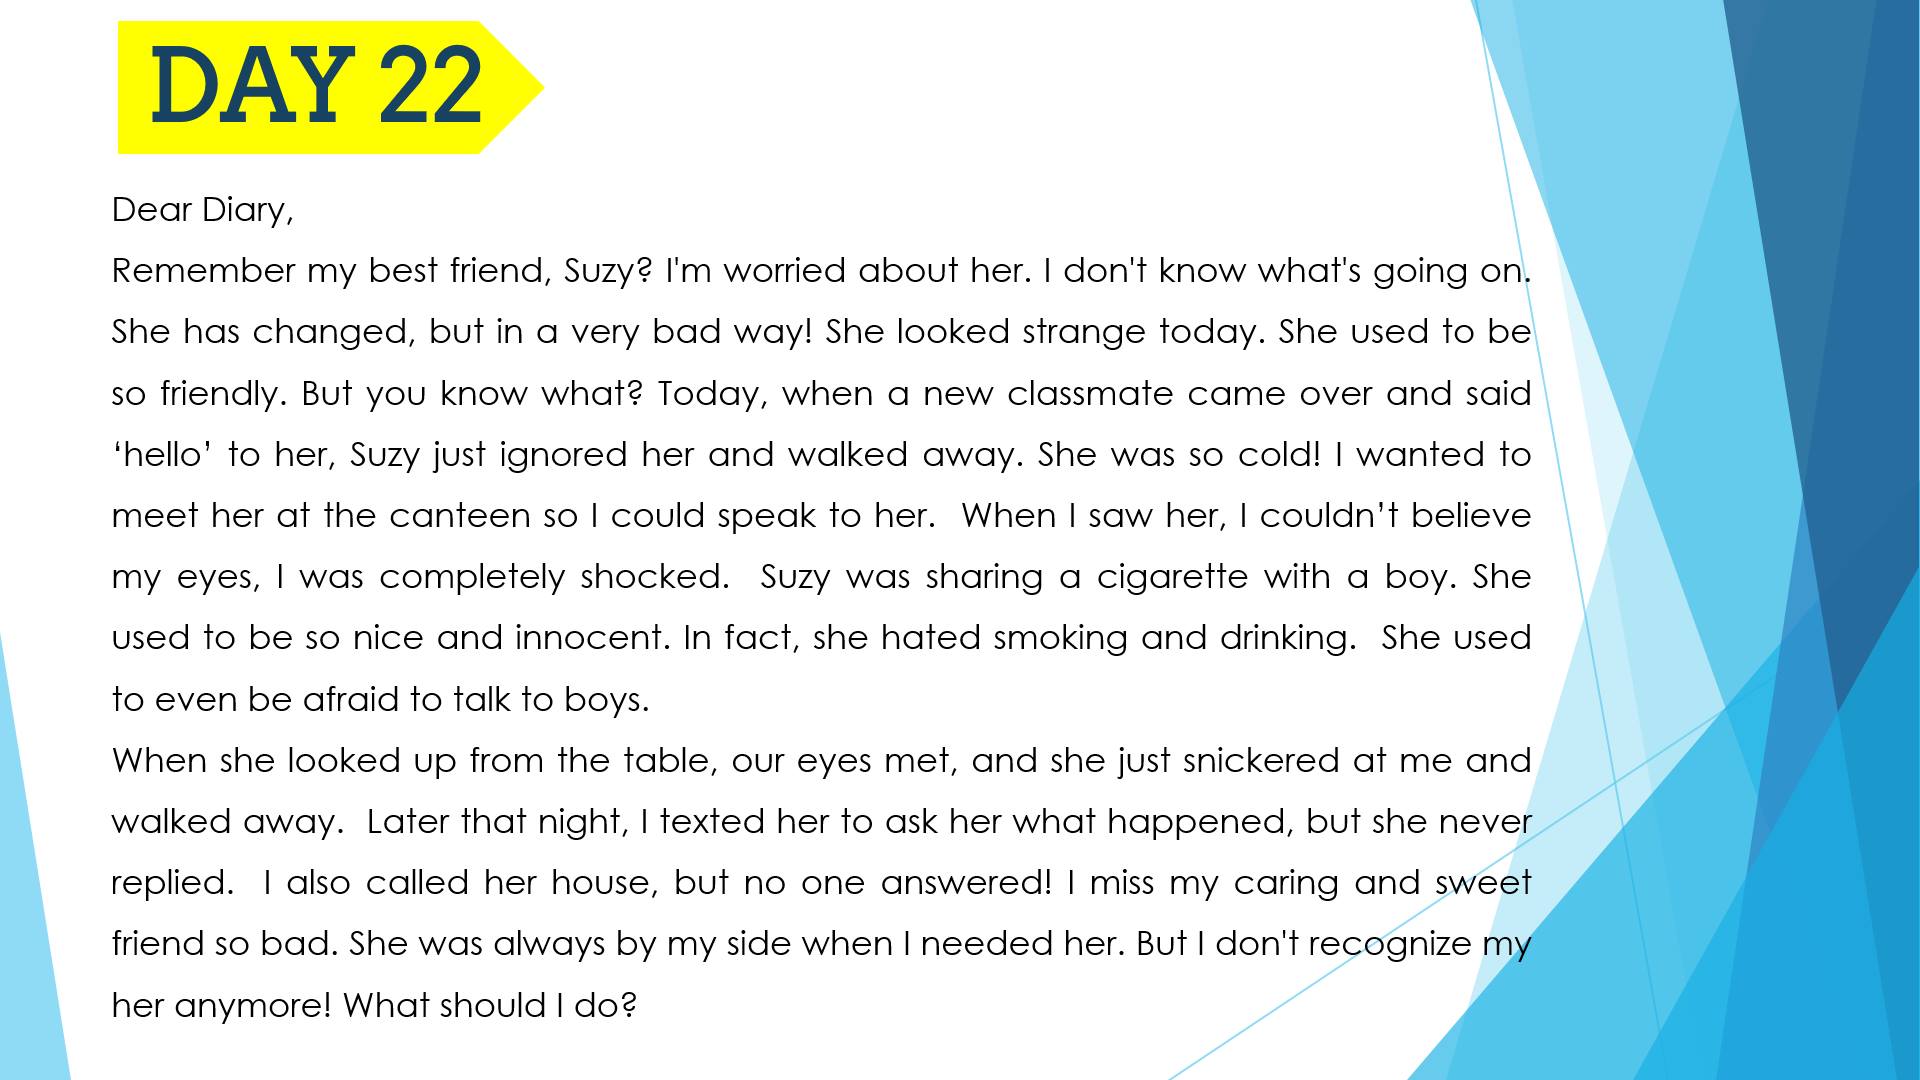 DAY 22
Dear Diary,
Remember my best friend, Suzy? I'm worried about her. I don't know what's going on.
She has changed, but in a very bad way! She looked strange today. She used to be
so friendly. But you know what? Today, when a new classmate came over and said
‘hello’ to her, Suzy just ignored her and walked away. She was so cold! I wanted to
meet her at the canteen so I could speak to her.  When I saw her, I couldn’t believe
my eyes, I was completely shocked.  Suzy was sharing a cigarette with a boy. She
used to be so nice and innocent. In fact, she hated smoking and drinking.  She used
to even be afraid to talk to boys.
When she looked up from the table, our eyes met, and she just snickered at me and
walked away.  Later that night, I texted her to ask her what happened, but she never
replied.  I also called her house, but no one answered! I miss my caring and sweet
friend so bad. She was always by my side when I needed her. But I don't recognize my
her anymore! What should I do?